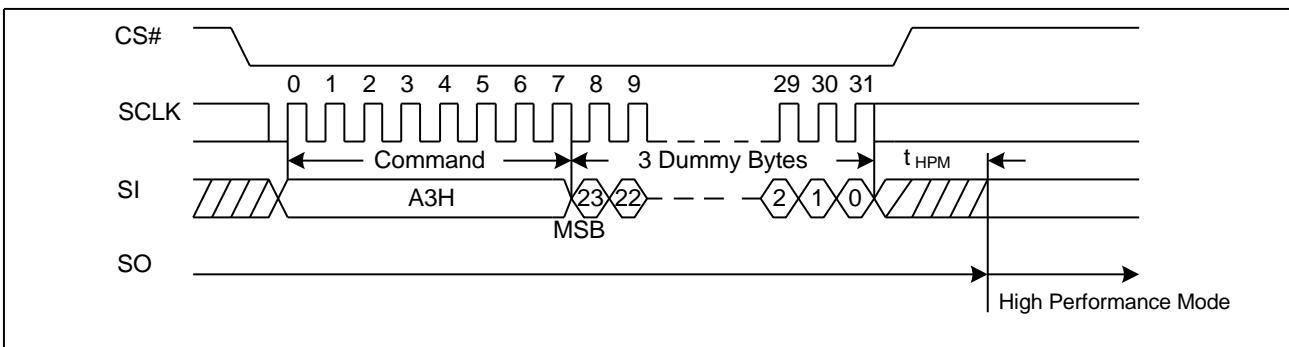 CS#
0 1 2 3 4 5 6 7 8 9 29 30 31
SCLK
Command 3 Dummy Bytes t HPM
SI A3H 23 22 2 1 0
MSB
SO
High Performance Mode